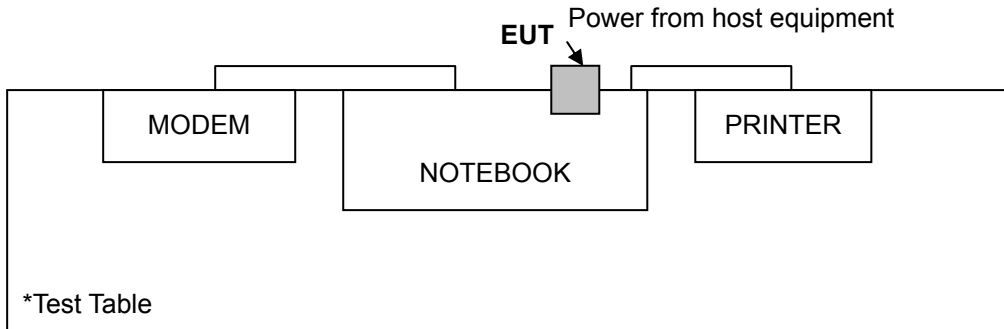 Power from host equipment
EUT
MODEM
PRINTER
NOTEBOOK
*Test Table